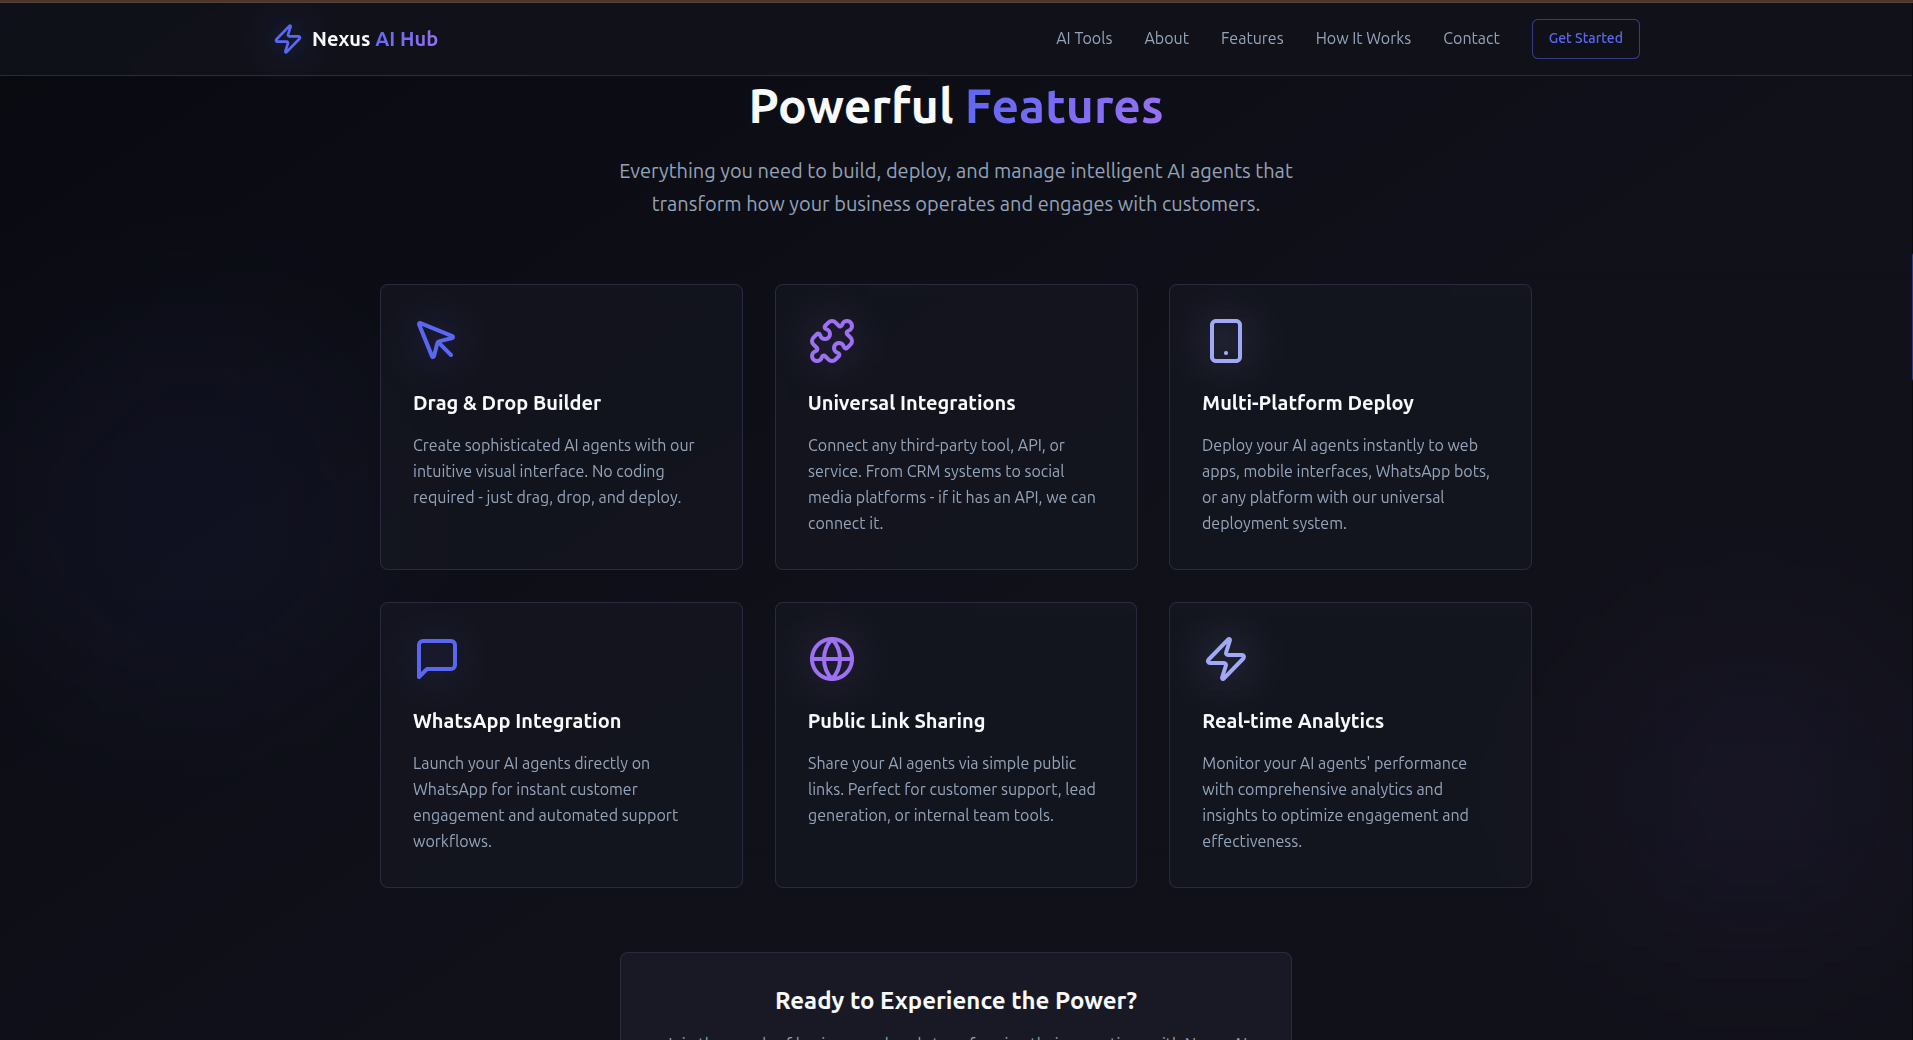 Nexus AI Hub
AI Tools
About
Features
How It Works
Contact
Get Started
Powerful Features
Everything you need to build, deploy, and manage intelligent AI agents that
transform how your business operates and engages with customers.
Drag & Drop Builder
Create sophisticated AI agents with our
intuitive visual interface. No coding
required - just drag, drop, and deploy.
Universal Integrations
Connect any third-party tool, API, or
service. From CRM systems to social
media platforms - if it has an API, we can
connect it.
Multi-Platform Deploy
Deploy your AI agents instantly to web
apps, mobile interfaces, WhatsApp bots,
or any platform with our universal
deployment system.
WhatsApp Integration
Launch your AI agents directly on
WhatsApp for instant customer
engagement and automated support
workflows.
Public Link Sharing
Share your AI agents via simple public
links. Perfect for customer support, lead
generation, or internal team tools.
Real-time Analytics
Monitor your AI agents' performance
with comprehensive analytics and
insights to optimize engagement and
effectiveness.
Ready to Experience the Power?